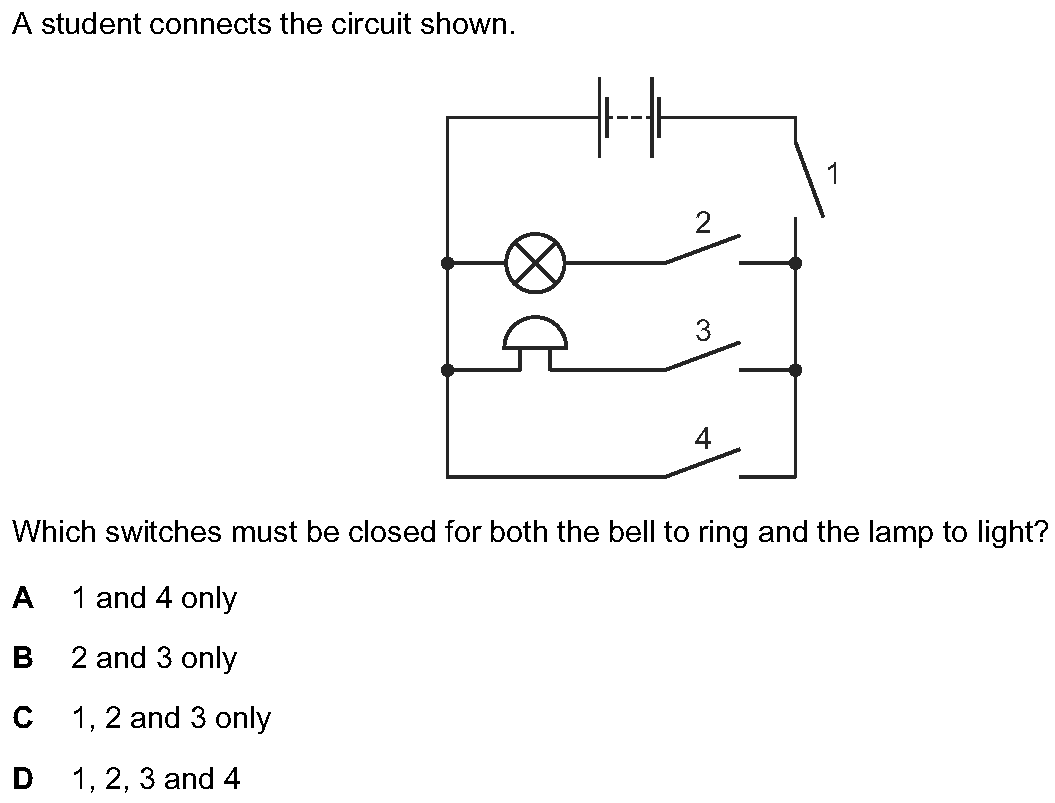 A student connects the circuit shown.
1
2
3
4
Which switches must be closed for both the bell to ring and the lamp to light?
A 1 and 4 only
B 2 and 3 only
C 1, 2 and 3 only
D 1, 2, 3 and 4